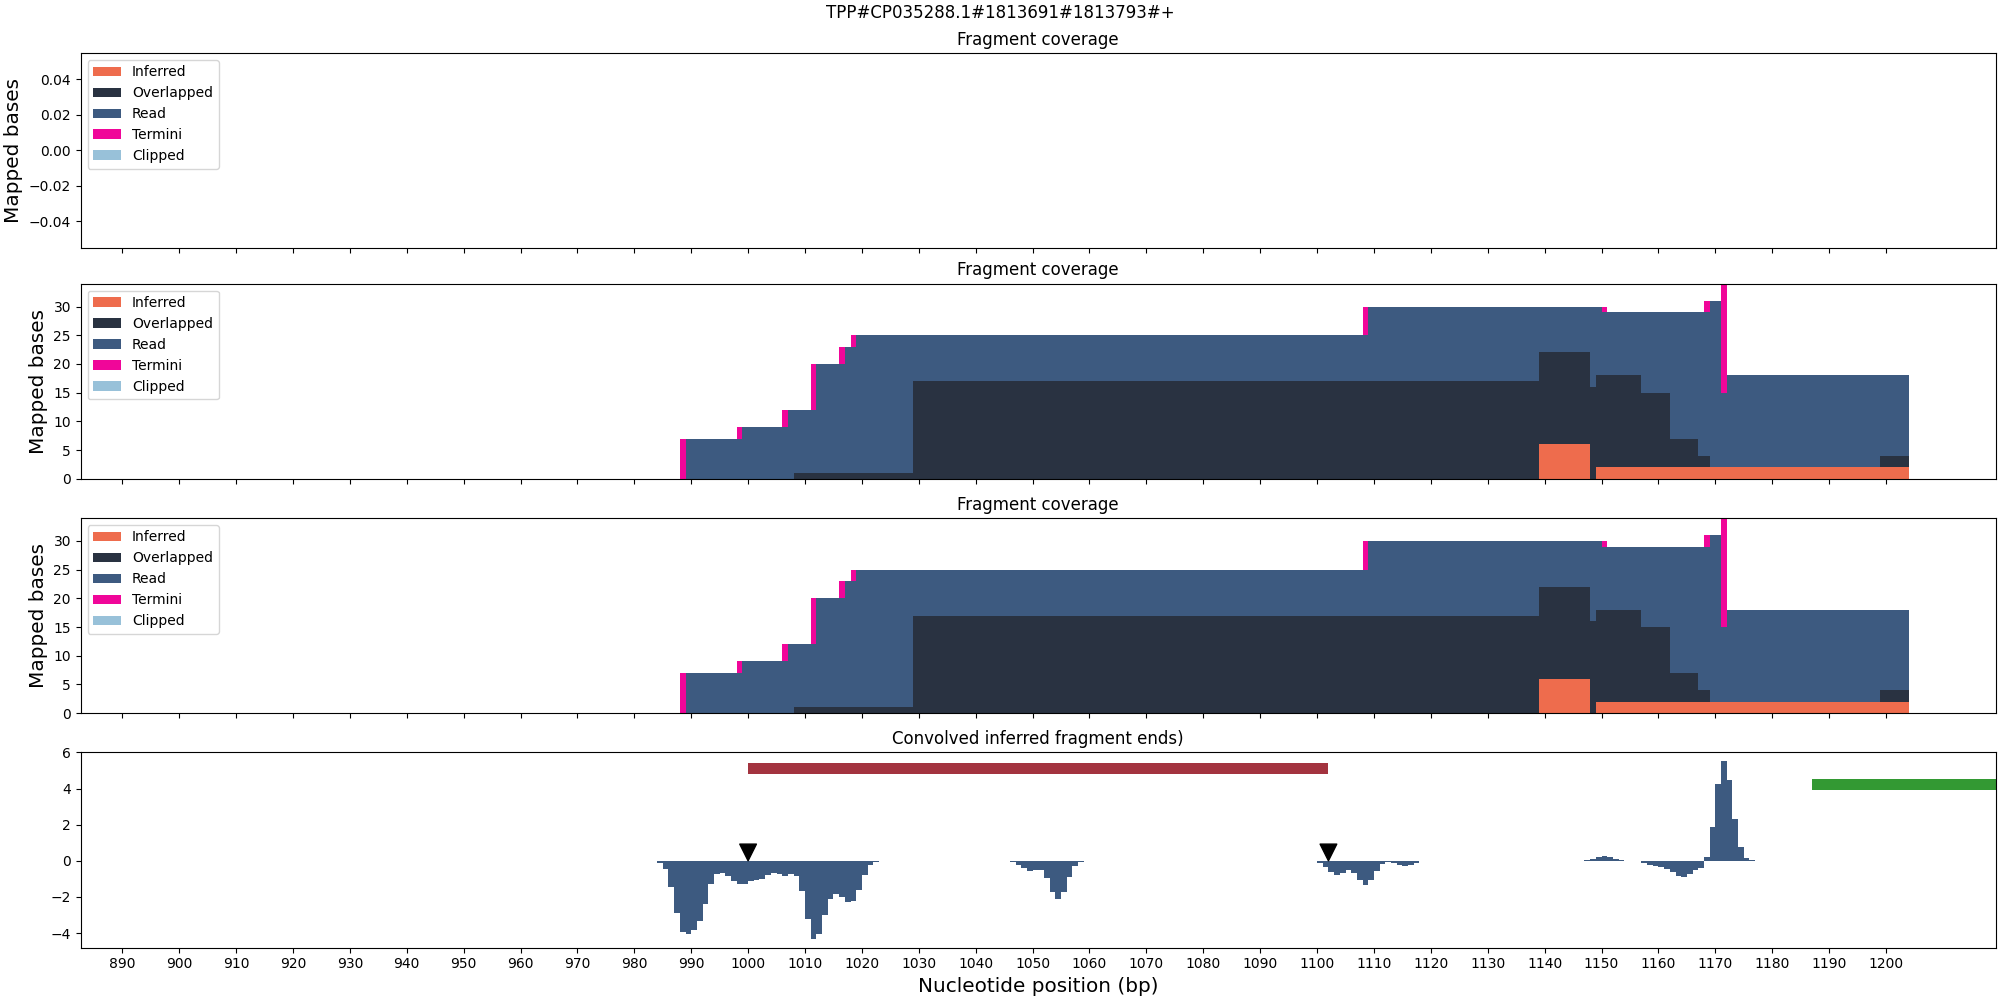 TPP#CP035288.1#1813691#1813793#+
Fragment coverage
Mapped bases
0.04
0.02
0.00
−0.02
−0.04
Inferred
Overlapped
Read
Termini
Clipped
Fragment coverage
Mapped bases
30
25
20
15
10
5
0
Inferred
Overlapped
Read
Termini
Clipped
Fragment coverage
Mapped bases
30
25
20
15
10
5
0
Inferred
Overlapped
Read
Termini
Clipped
Convolved inferred fragment ends)
6
4
2
0
−2
−4
890 900 910 920 930 940 950 960 970 980 990 1000 1010 1020 1030 1040 1050 1060 1070 1080 1090 1100 1110 1120 1130 1140 1150 1160 1170 1180 1190 1200
Nucleotide position (bp)